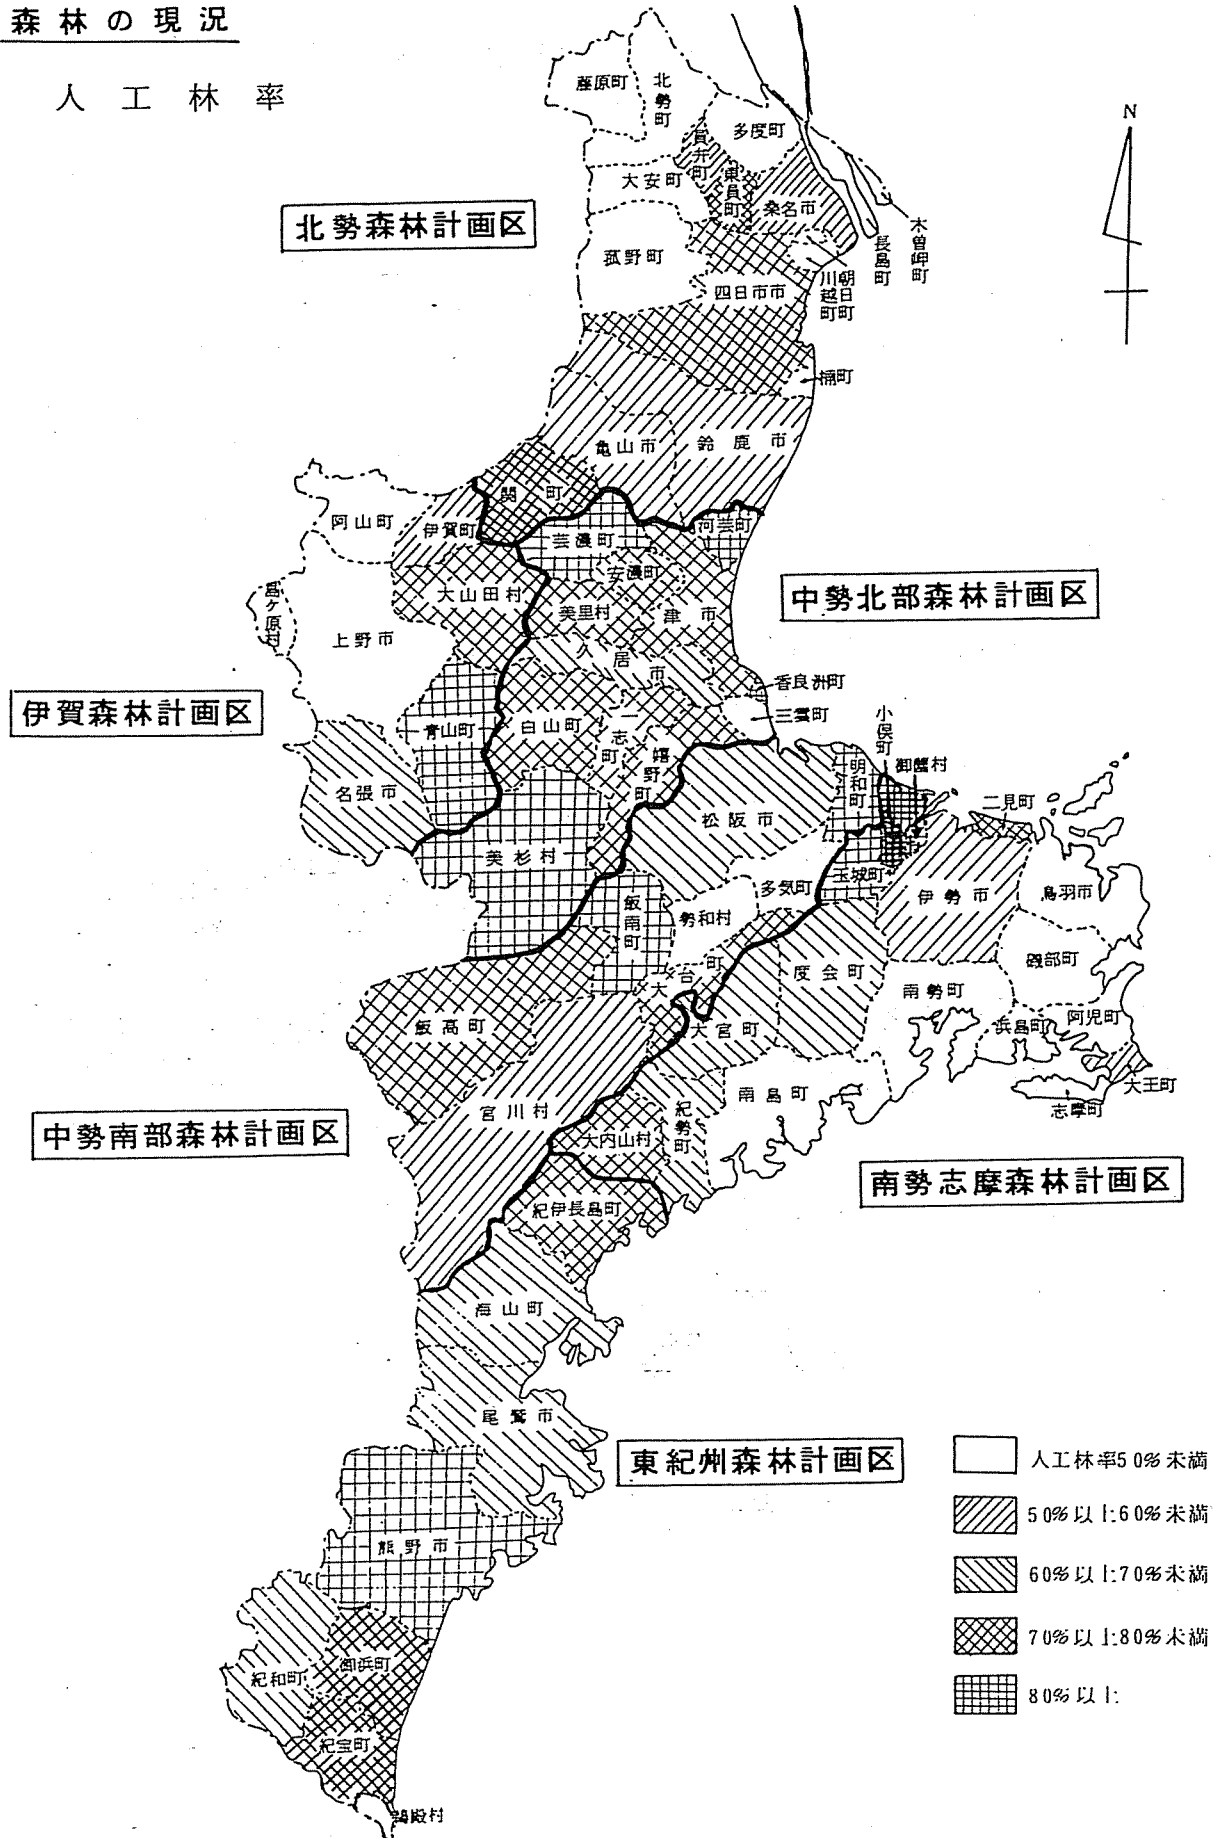 森林の現況
人工林率
N
北勢森林計画区
藤原町
北勢町
員弁町
多度町
大安町
東員町
桑名市
菰野町
四日市市
木曽岬町
長島町
朝日町
川越町
楠町
亀山市
鈴鹿市
関町
阿山町
伊賀町
芸濃町
河芸町
安濃町
大山田村
島ヶ原村
上野市
美里村
津市
中勢北部森林計画区
久居市
伊賀森林計画区
香良洲町
三雲町
青山町
白山町
一志町
嬉野町
小俣町
御薗村
明和町
二見町
名張市
松阪市
美杉村
多気町
玉城町
伊勢市
鳥羽市
飯南町
勢和村
磯部町
大台町
度会町
南勢町
飯高町
大宮町
浜島町
阿児町
大王町
志摩町
宮川村
紀勢町
南島町
中勢南部森林計画区
大内山村
南勢志摩森林計画区
紀伊長島町
海山町
尾鷲市
東紀州森林計画区
熊野市
紀和町
御浜町
紀宝町
鵜殿村
人工林率50%未満
50%以上60%未満
60%以上70%未満
70%以上80%未満
80%以上